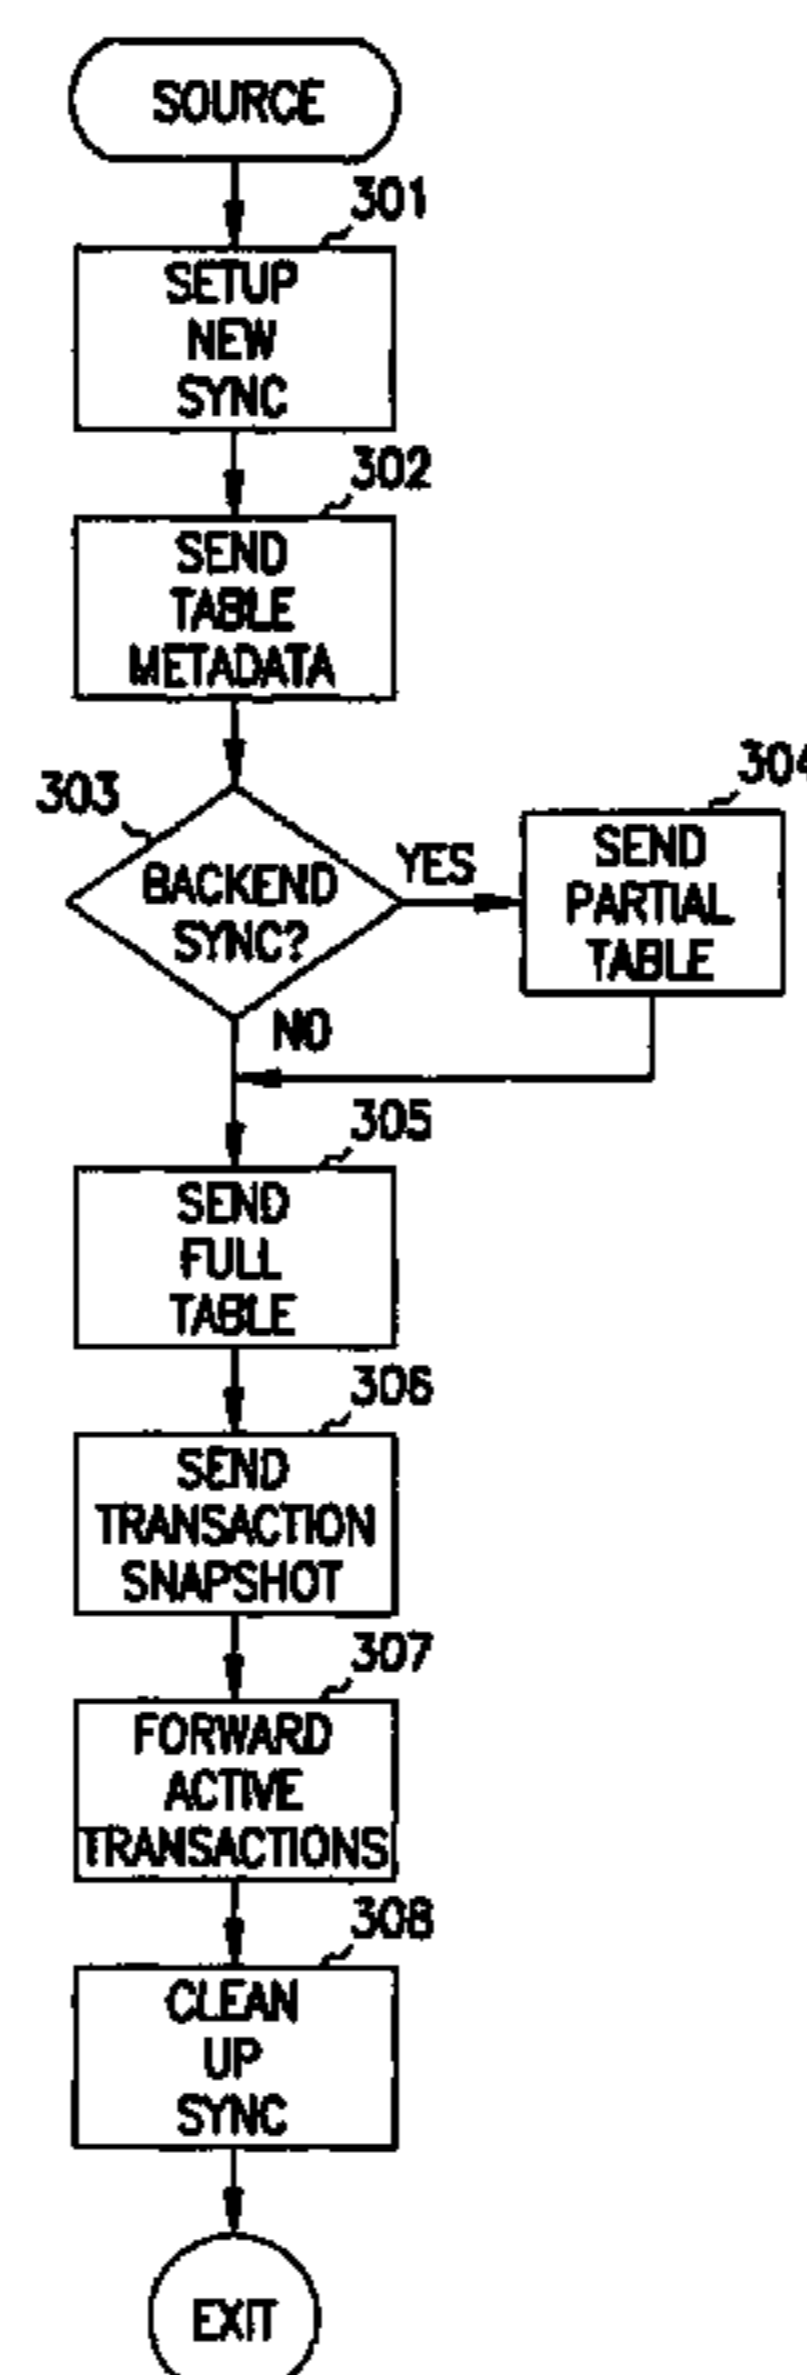 SOURCE
301
SETUP
NEW
SYNC
302
SEND
TABLE
METADATA
303
BACKEND
SYNC?
YES
304
SEND
PARTIAL
TABLE
NO
305
SEND
FULL
TABLE
306
SEND
TRANSACTION
SNAPSHOT
307
FORWARD
ACTIVE
TRANSACTIONS
308
CLEAN
UP
SYNC
EXIT